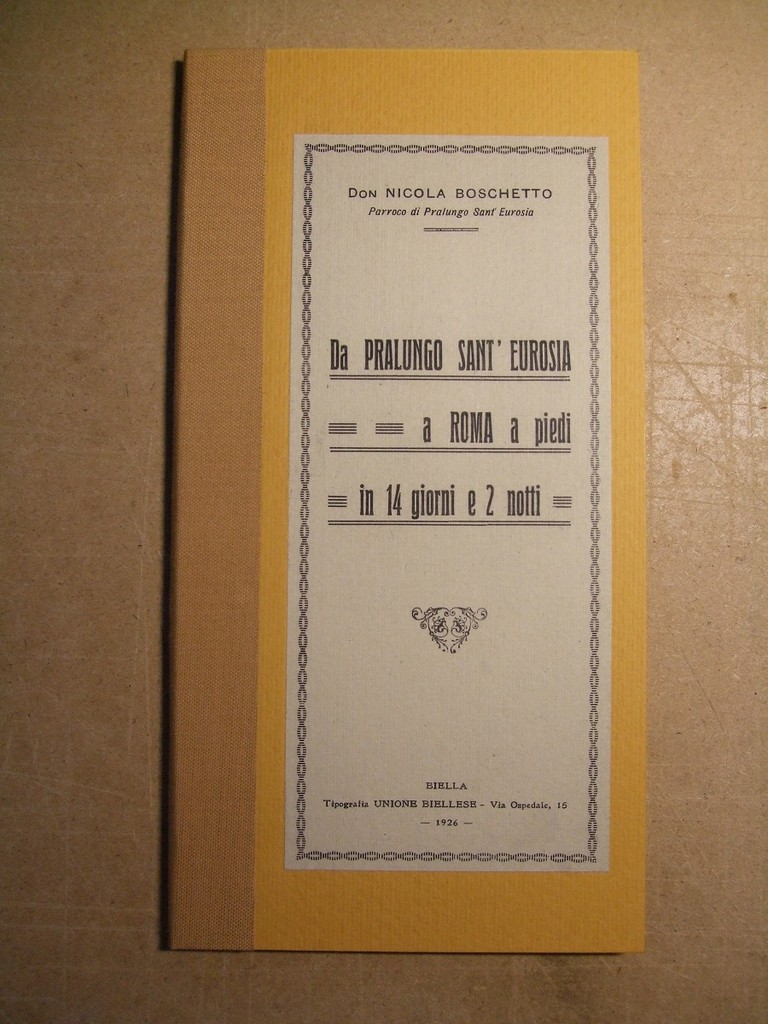 Don NICOLA BOSCHETTO
Parroco di Pralungo Sant' Eurosia
Da PRALUNGO SANT' EUROSIA
a ROMA a piedi
in 14 giorni e 2 notti
BIELLA
Tipografia UNIONE BIELLESE - Via Ospedale, 15
— 1926 —